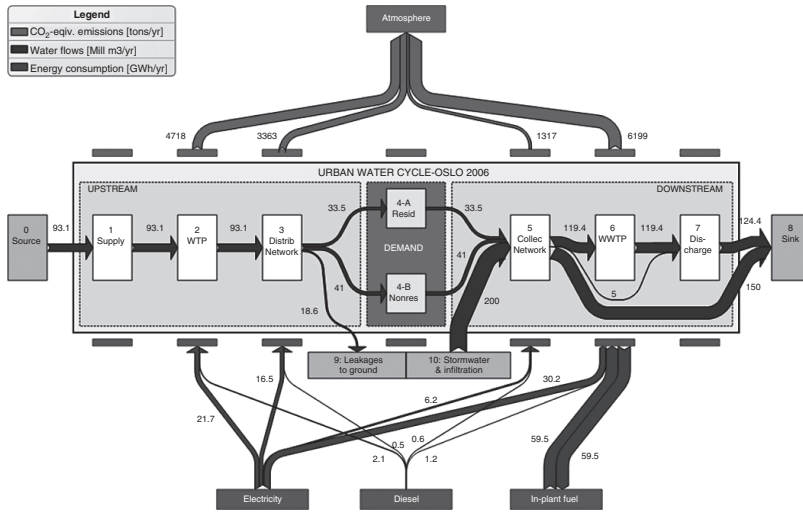 Legend
CO2-eqiv. emissions [tons/yr]
Water flows [Mill m3/yr]
Energy consumption [GWh/yr]
Atmosphere
4718
3363
1317
6199
URBAN WATER CYCLE-OSLO 2006
UPSTREAM
DOWNSTREAM
0
Source
93.1
1
Supply
93.1
2
WTP
93.1
3
Distrib
Network
33.5
4-A
Resid
33.5
DEMAND
41
4-B
Nonres
41
18.6
200
5
Collec
Network
119.4
6
WWTP
119.4
7
Dis-
charge
124.4
8
Sink
5
150
9: Leakages
to ground
10: Stormwater
& infiltration
21.7
16.5
6.2
30.2
0.5
0.6
2.1
1.2
59.5
59.5
Electricity
Diesel
In-plant fuel